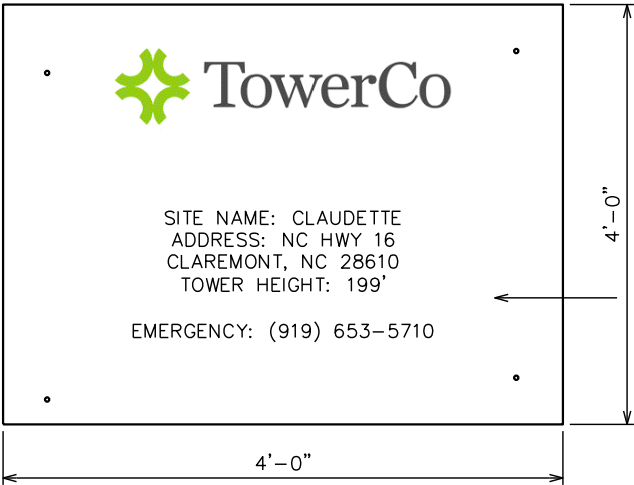 TowerCo
SITE NAME: CLAUDETTE
ADDRESS: NC HWY 16
CLAREMONT, NC 28610
TOWER HEIGHT: 199'
EMERGENCY: (919) 653-5710
4'-0"
4'-0"